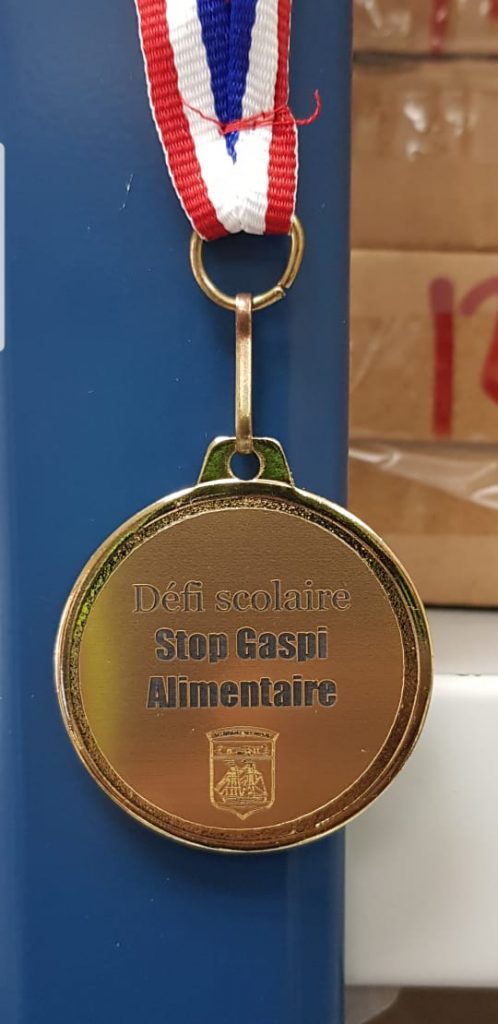 Défi scolaire
Stop Gaspi
Alimentaire